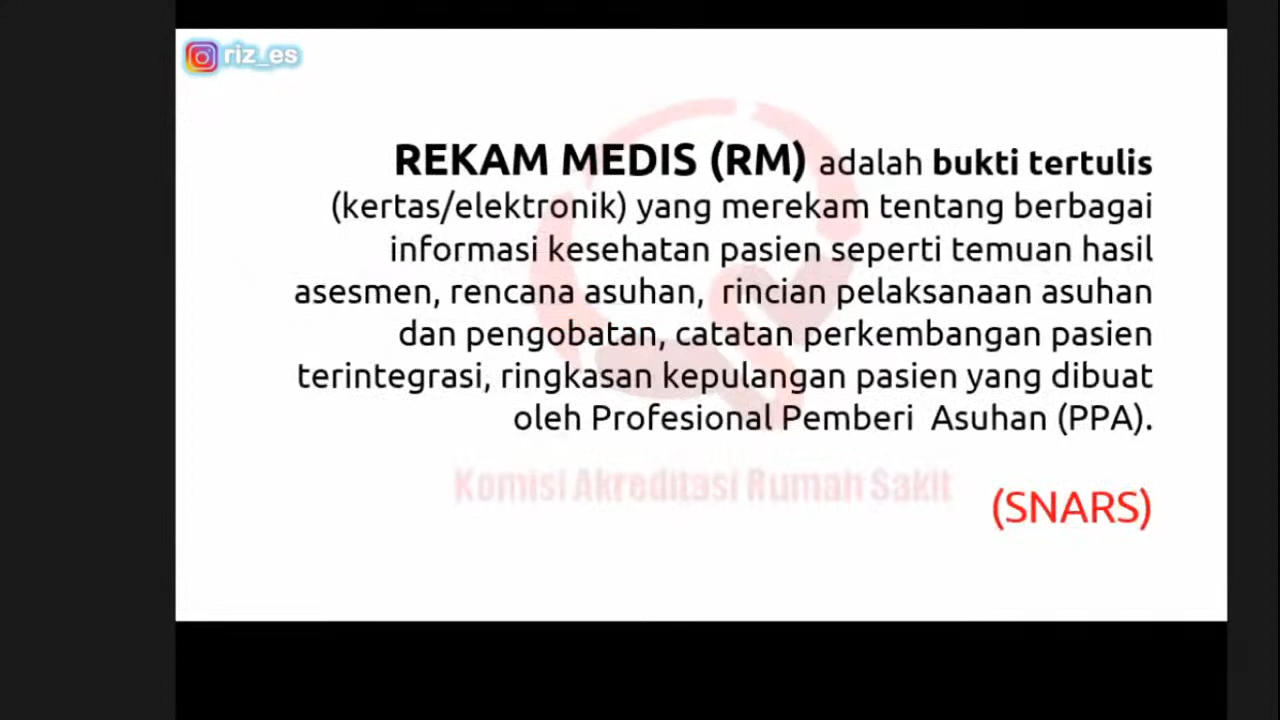 riz_es
REKAM MEDIS (RM) adalah bukti tertulis
(kertas/elektronik) yang merekam tentang berbagai
informasi kesehatan pasien seperti temuan hasil
asesmen, rencana asuhan, rincian pelaksanaan asuhan
dan pengobatan, catatan perkembangan pasien
terintegrasi, ringkasan kepulangan pasien yang dibuat
oleh Profesional Pemberi Asuhan (PPA).
Komisi Akreditasi Rumah Sakit
(SNARS)